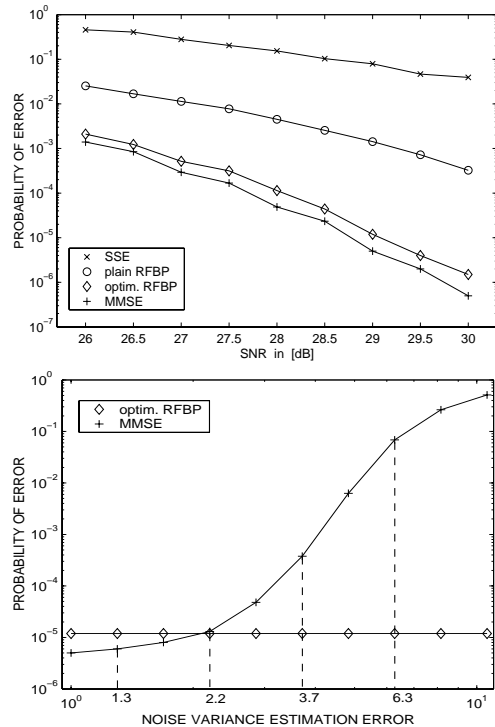 10^0
10^-1
10^-2
10^-3
10^-4
10^-5
10^-6
10^-7
PROBABILITY OF ERROR
SSE
plain RFBP
optim. RFBP
MMSE
26 26.5 27 27.5 28 28.5 29 29.5 30
SNR in [dB]
10^0
10^-1
10^-2
10^-3
10^-4
10^-5
10^-6
PROBABILITY OF ERROR
optim. RFBP
MMSE
10^0 1.3 2.2 3.7 6.3 10^1
NOISE VARIANCE ESTIMATION ERROR